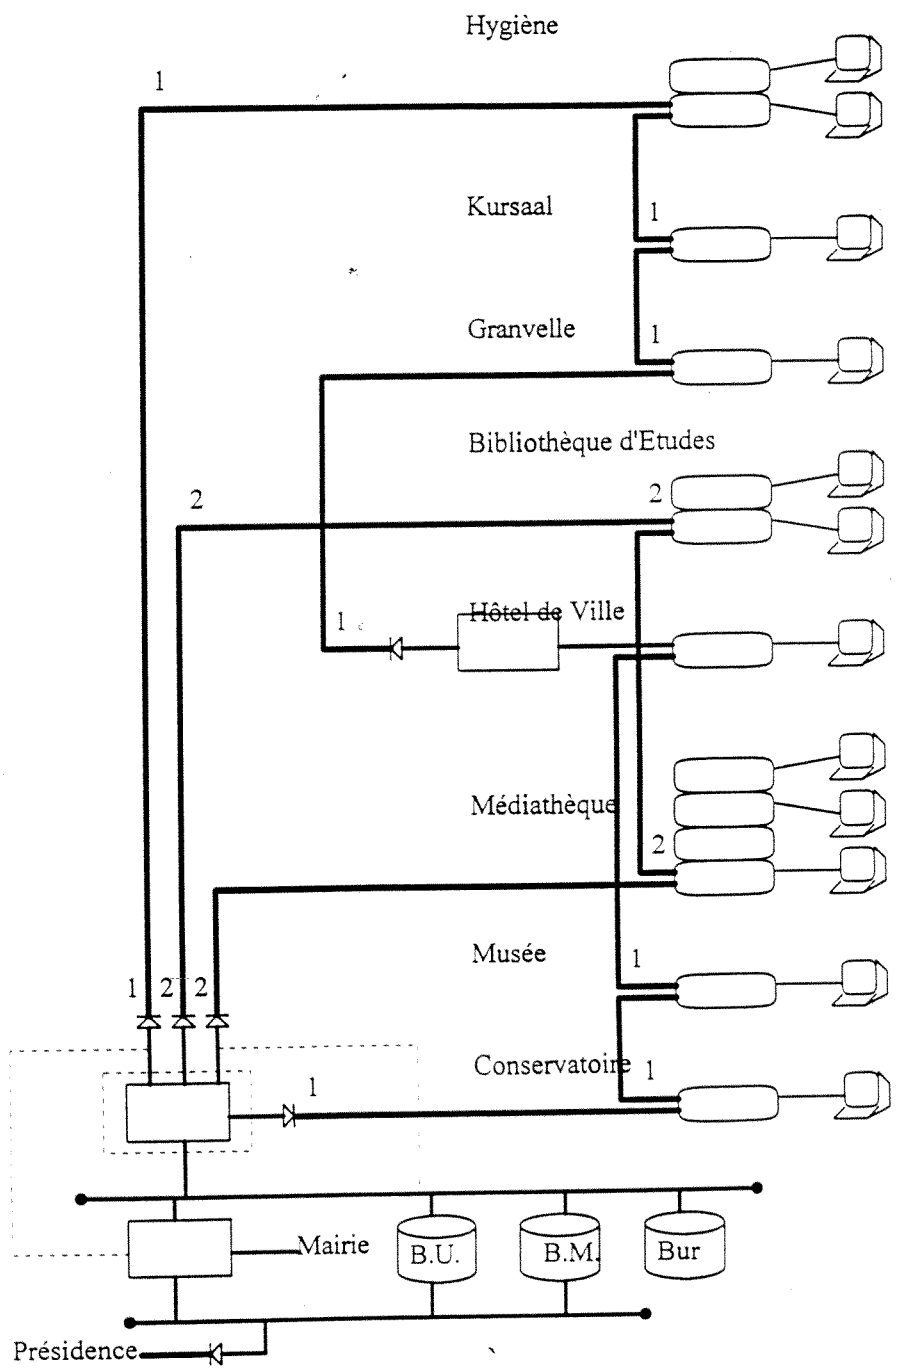 Hygiène
1
Kursaal
1
Granvelle
1
Bibliothèque d'Etudes
2
2
Hôtel de Ville
1
Médiathèque
2
Musée
1
1 2 2
Conservatoire
1
1
Mairie
B.U.
B.M.
Bur
Présidence